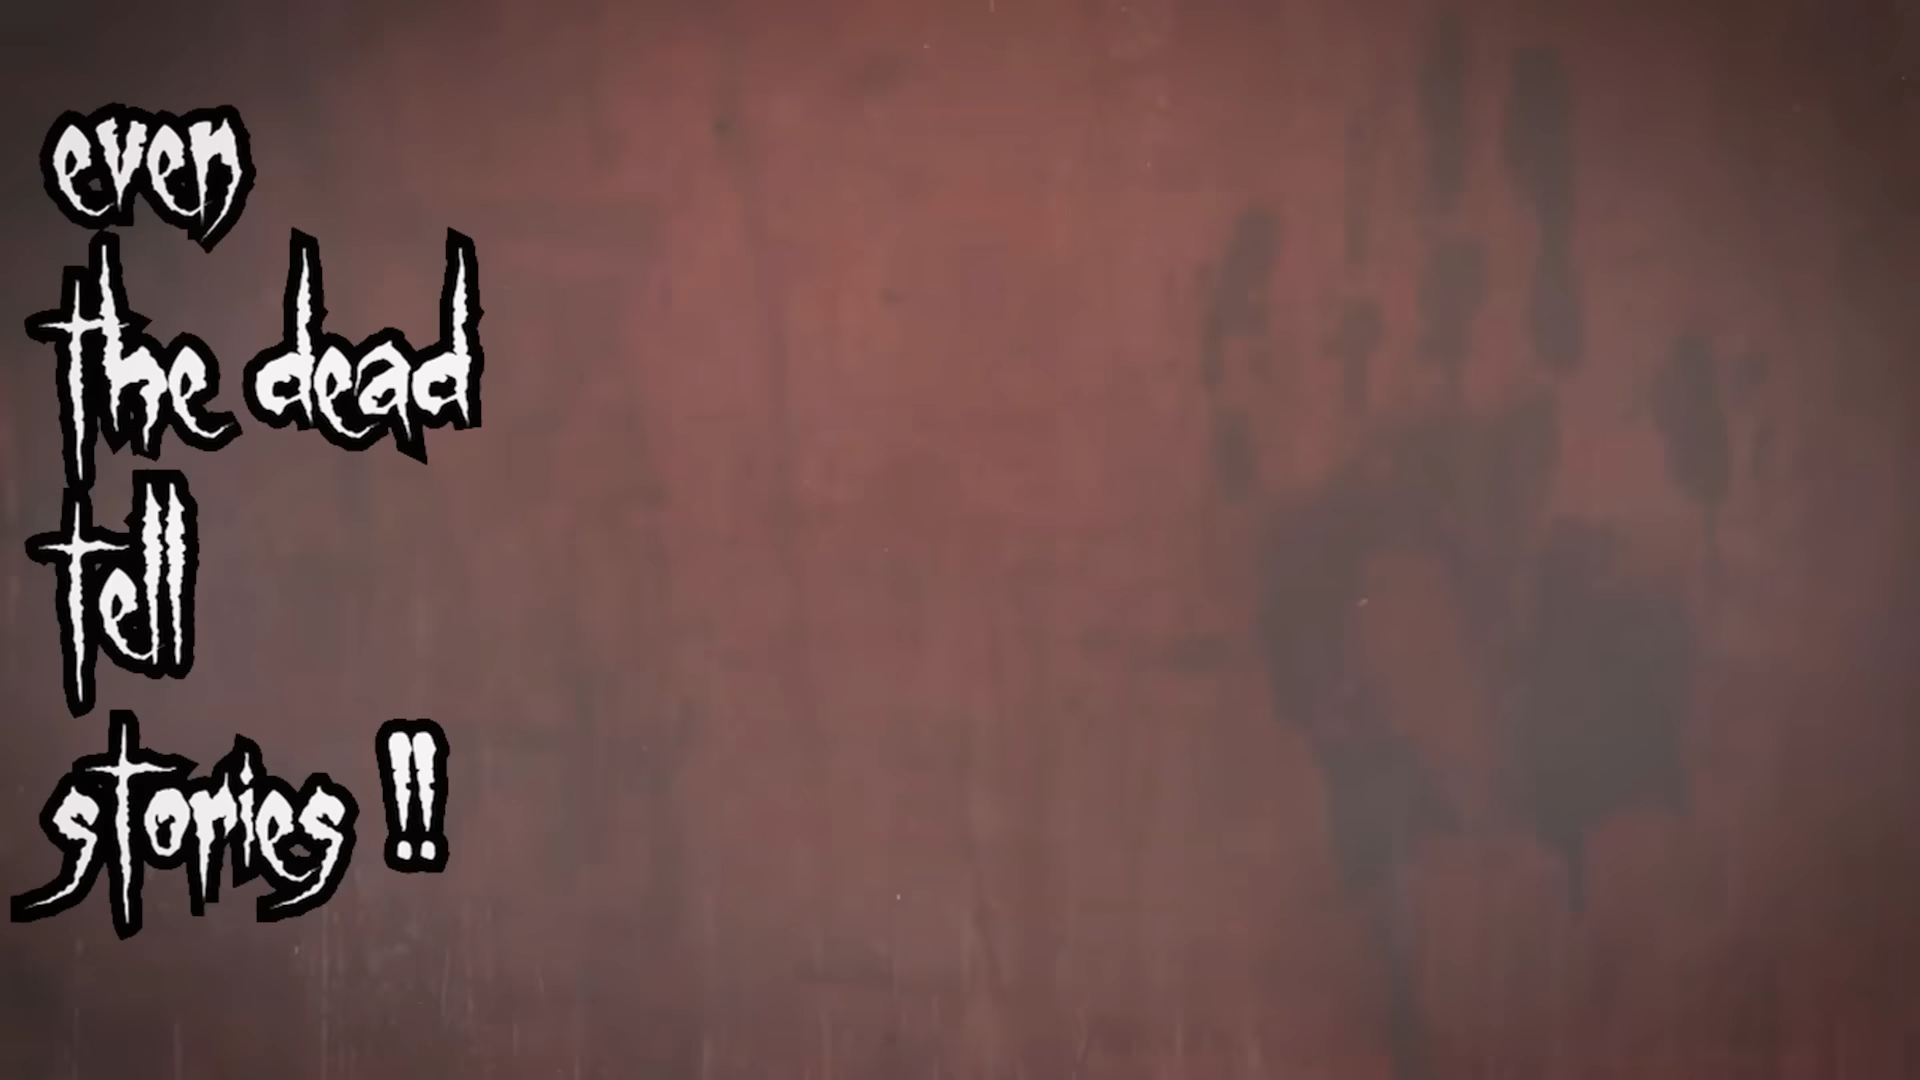 even
the dead
tell
stories !!